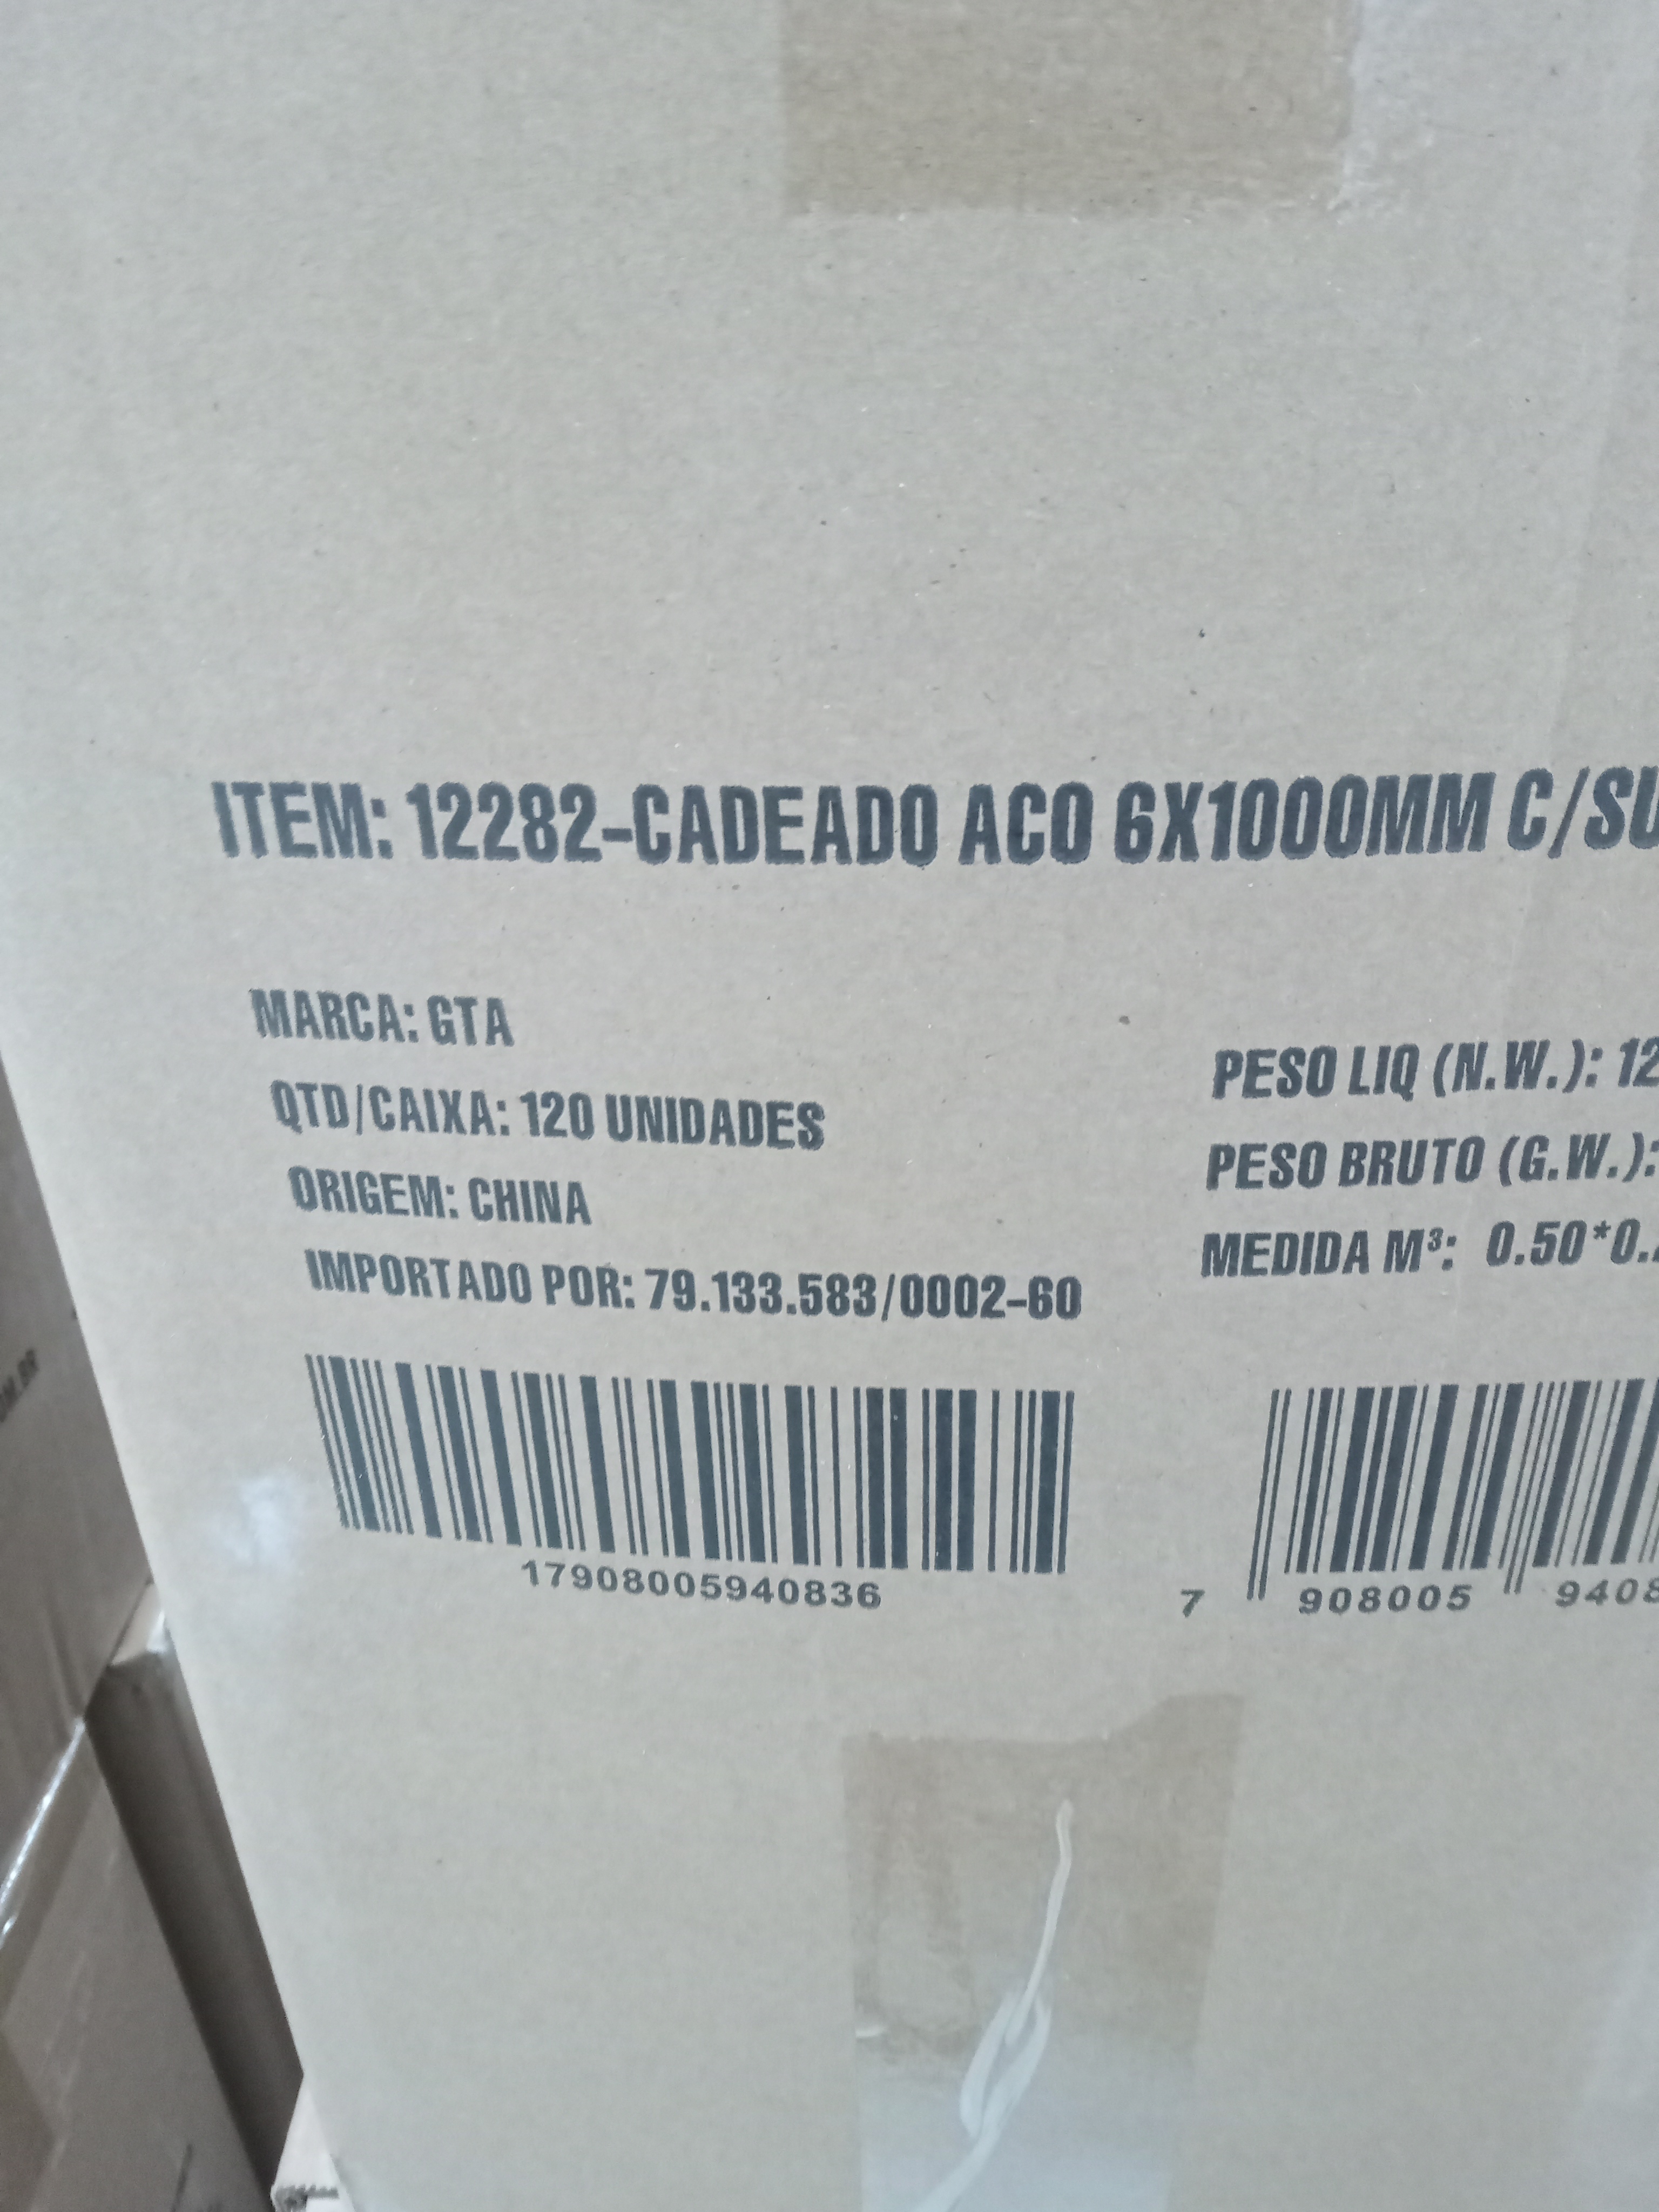 ITEM: 12282-CADEADO ACO 6X1000MM C/SU
MARCA: GTA
QTD/CAIXA: 120 UNIDADES
ORIGEM: CHINA
IMPORTADO POR: 79.133.583/0002-60
PESO LIQ (N.W.): 12
PESO BRUTO (G.W.):
MEDIDA M³: 0.50*0.
17908005940836
7 908005 9408